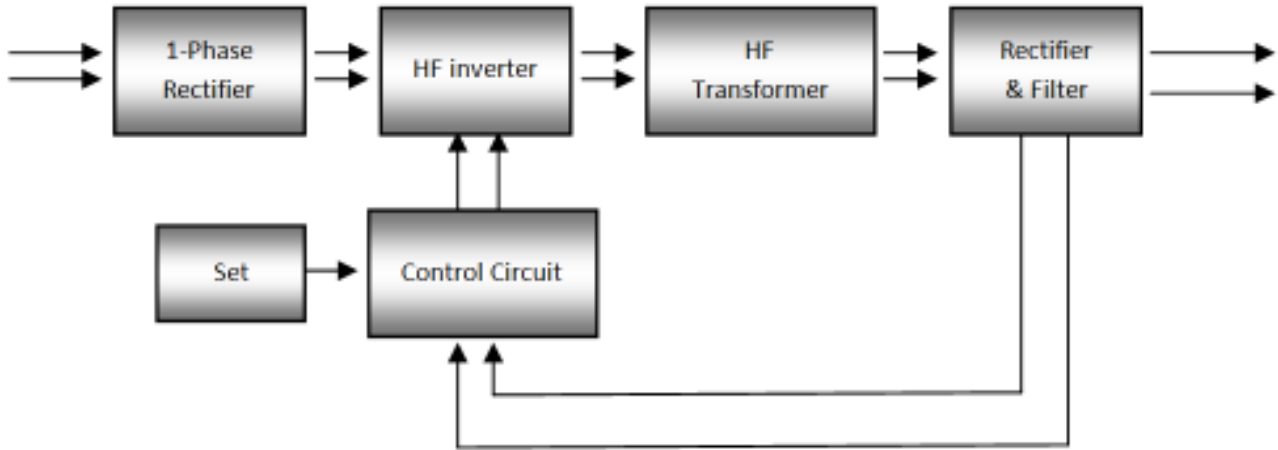 1-Phase
Rectifier
HF inverter
HF
Transformer
Rectifier
& Filter
Set
Control Circuit